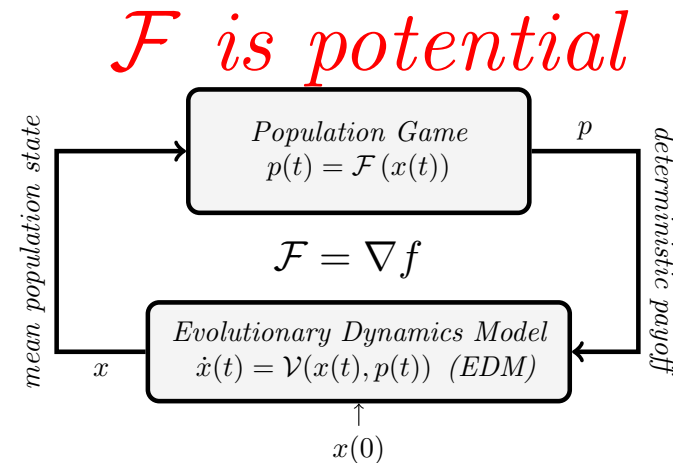 ℱ is potential
Population Game
p(t) = ℱ (x(t))
p
mean population state
deterministic payoff
ℱ = ∇f
Evolutionary Dynamics Model
ẋ(t) = 𝒱(x(t), p(t)) (EDM)
x
↑
x(0)